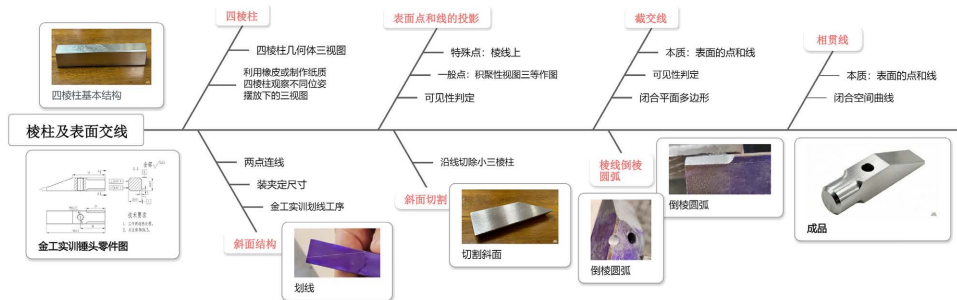 四棱柱
表面点和线的投影
截交线
相贯线
四棱柱几何体三视图
利用橡皮或制作纸质
四棱柱观察不同位姿
摆放下的三视图
特殊点：棱线上
一般点：积聚性视图三等作图
可见性判定
本质：表面的点和线
可见性判定
闭合平面多边形
本质：表面的点和线
闭合空间曲线
四棱柱基本结构
棱柱及表面交线
两点连线
装夹定尺寸
金工实训划线工序
斜面结构
划线
沿线切除小三棱柱
斜面切割
切割斜面
棱线倒棱
圆弧
倒棱圆弧
倒棱圆弧
成品
技术要求
金工实训锤头零件图